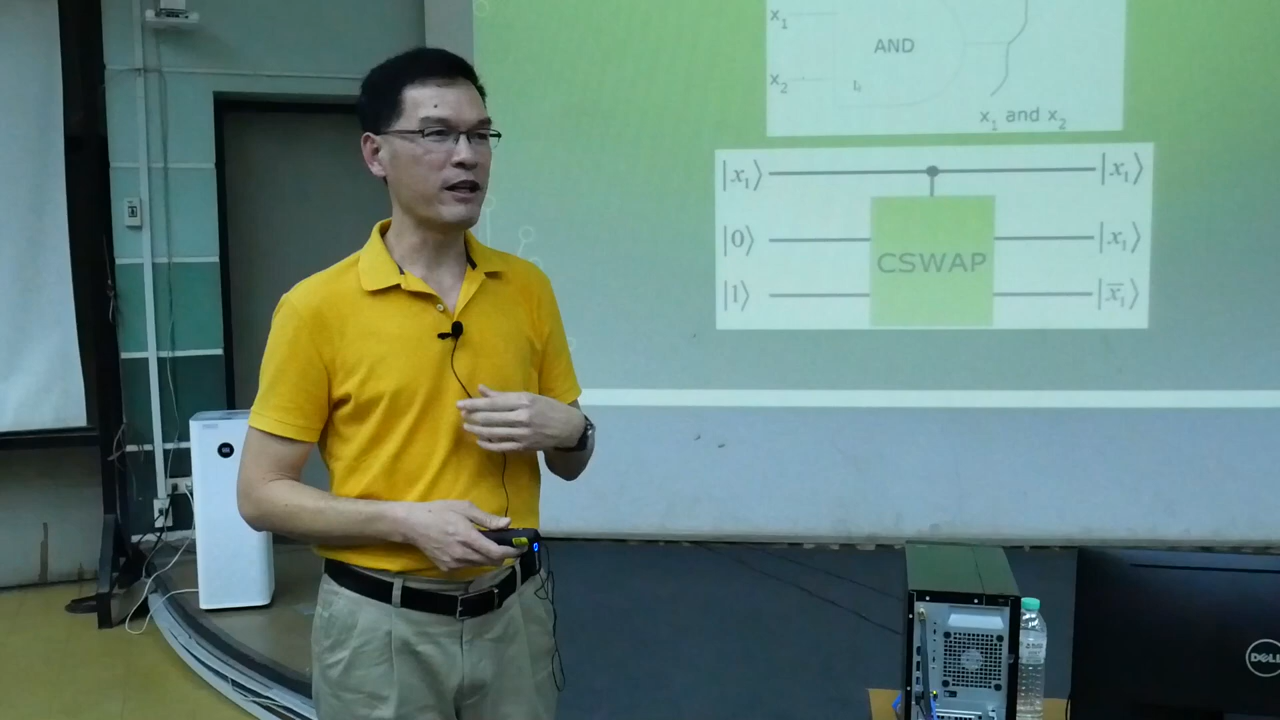 x₁
AND
x₂
x₁ and x₂
|x₁⟩ |x₁⟩
|0⟩ |x₁⟩
CSWAP
|1⟩ |x̅₁⟩
DELL